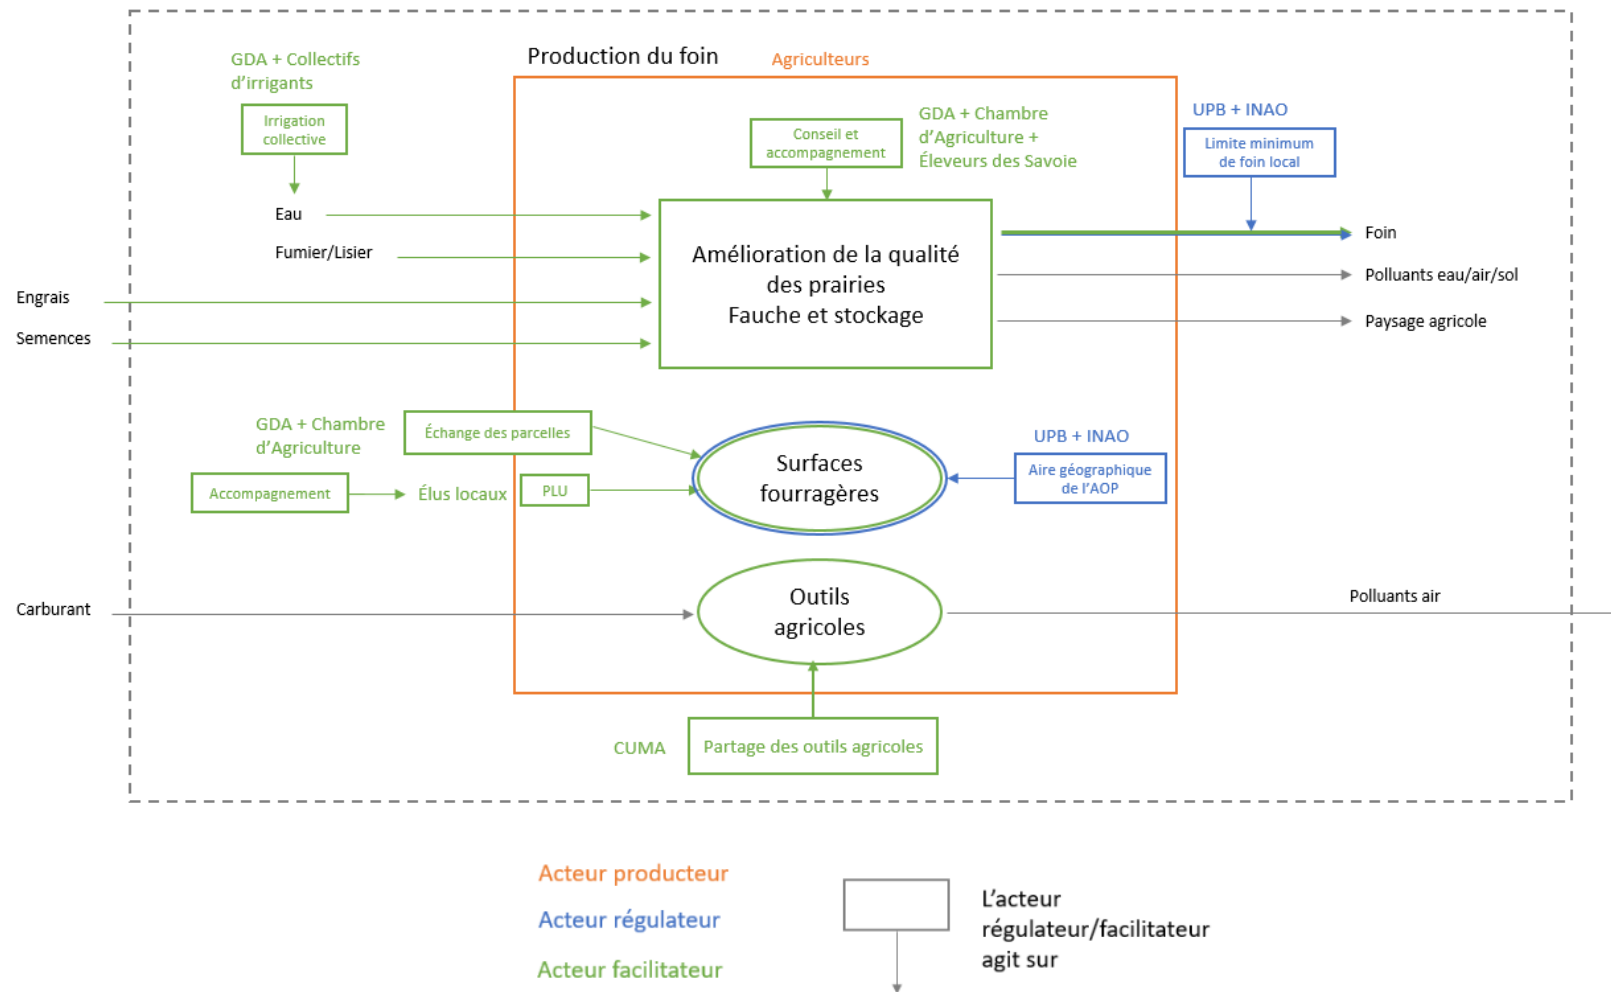 Production du foin
Agriculteurs
GDA + Collectifs
d'irrigants
Irrigation
collective
Conseil et
accompagnement
GDA + Chambre
d'Agriculture +
Éleveurs des Savoie
UPB + INAO
Limite minimum
de foin local
Eau
Fumier/Lisier
Engrais
Semences
Amélioration de la qualité
des prairies
Fauche et stockage
Foin
Polluants eau/air/sol
Paysage agricole
GDA + Chambre
d'Agriculture
Échange des parcelles
Accompagnement
Élus locaux
PLU
Surfaces
fourragères
UPB + INAO
Aire géographique
de l'AOP
Carburant
Outils
agricoles
Polluants air
CUMA
Partage des outils agricoles
Acteur producteur
Acteur régulateur
Acteur facilitateur
L'acteur
régulateur/facilitateur
agit sur